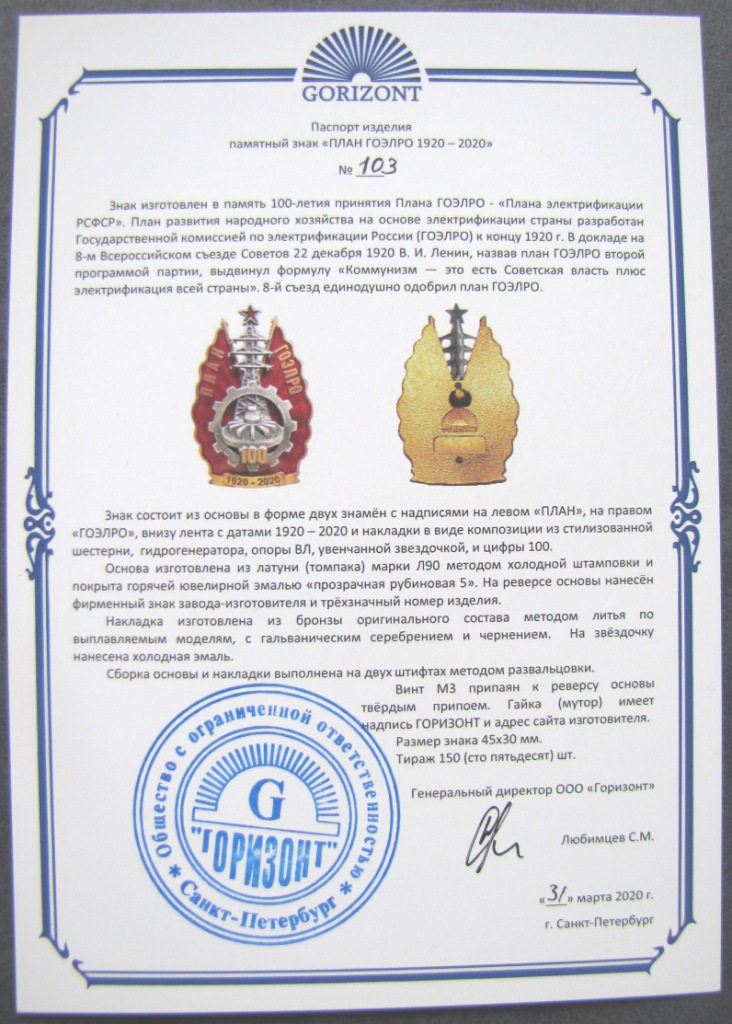 GORIZONT
Паспорт изделия
памятный знак «ПЛАН ГОЭЛРО 1920 – 2020»
№ 103
Знак изготовлен в память 100-летия принятия Плана ГОЭЛРО - «Плана электрификации
РСФСР». План развития народного хозяйства на основе электрификации страны разработан
Государственной комиссией по электрификации России (ГОЭЛРО) к концу 1920 г. В докладе на
8-м Всероссийском съезде Советов 22 декабря 1920 В. И. Ленин, назвав план ГОЭЛРО второй
программой партии, выдвинул формулу «Коммунизм — это есть Советская власть плюс
электрификация всей страны». 8-й съезд единодушно одобрил план ГОЭЛРО.
ПЛАН
ГОЭЛРО
100
1920 - 2020
Знак состоит из основы в форме двух знамён с надписями на левом «ПЛАН», на правом
«ГОЭЛРО», внизу лента с датами 1920 – 2020 и накладки в виде композиции из стилизованной
шестерни, гидрогенератора, опоры ВЛ, увенчанной звездочкой, и цифры 100.
Основа изготовлена из латуни (томпака) марки Л90 методом холодной штамповки и
покрыта горячей ювелирной эмалью «прозрачная рубиновая 5». На реверсе основы нанесён
фирменный знак завода-изготовителя и трёхзначный номер изделия.
Накладка изготовлена из бронзы оригинального состава методом литья по
выплавляемым моделям, с гальваническим серебрением и чернением. На звёздочку
нанесена холодная эмаль.
Сборка основы и накладки выполнена на двух штифтах методом развальцовки.
Винт М3 припаян к реверсу основы
твёрдым припоем. Гайка (мутор) имеет
надпись ГОРИЗОНТ и адрес сайта изготовителя.
Размер знака 45х30 мм.
Тираж 150 (сто пятьдесят) шт.
Генеральный директор ООО «Горизонт»
Любимцев С.М.
«31» марта 2020 г.
г. Санкт-Петербург
Общество с ограниченной ответственностью
G
"ГОРИЗОНТ"
* Санкт-Петербург *